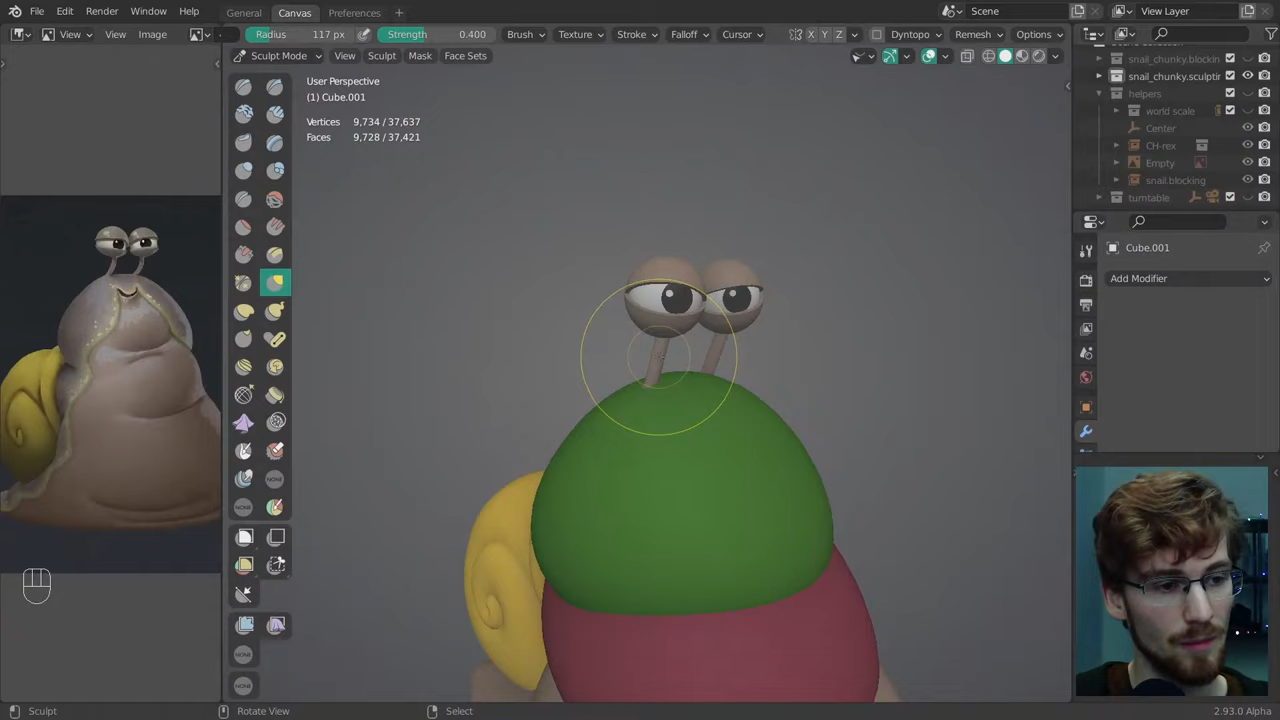 File Edit Render Window Help
General Canvas Preferences +
Scene
View Layer
View View Image
Radius 117 px
Strength 0.400
Brush Texture Stroke Falloff Cursor
X Y Z
Dyntopo Remesh Options
Sculpt Mode View Sculpt Mask Face Sets
User Perspective
(1) Cube.001
Vertices 9,734 / 37,637
Faces 9,728 / 37,421
snail_chunky.blockin
snail_chunky.sculptir
helpers
world scale
Center
CH-rex
Empty
snail.blocking
turntable
Cube.001
Add Modifier
NONE
NONE
NONE
NONE
Sculpt
Rotate View
Select
2.93.0 Alpha